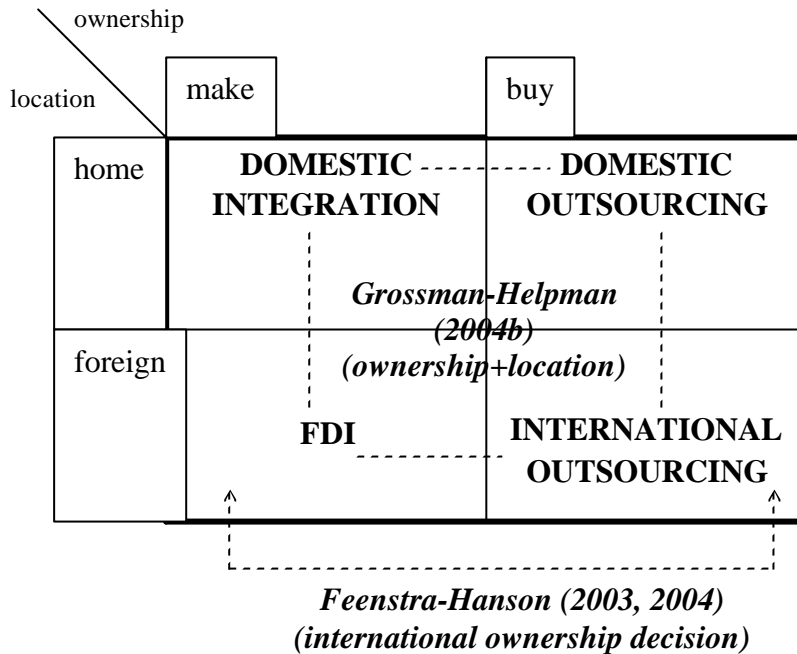 ownership
location
make
buy
home
DOMESTIC
INTEGRATION
DOMESTIC
OUTSOURCING
Grossman-Helpman
(2004b)
(ownership+location)
foreign
FDI
INTERNATIONAL
OUTSOURCING
Feenstra-Hanson (2003, 2004)
(international ownership decision)